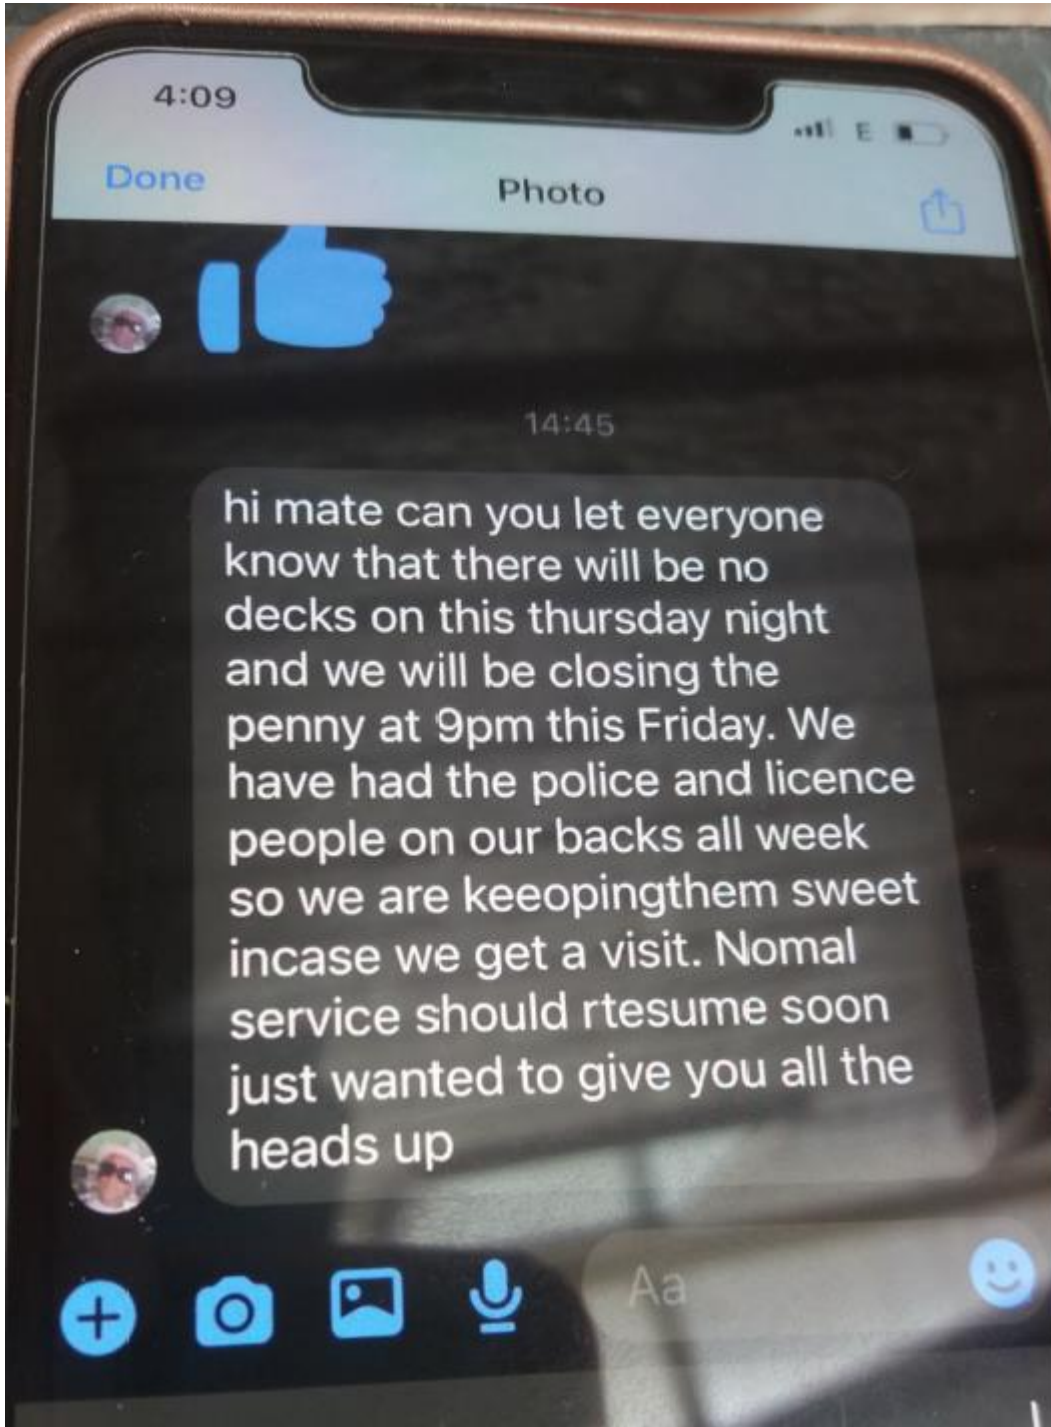 4:09
E
Done
Photo
14:45
hi mate can you let everyone
know that there will be no
decks on this thursday night
and we will be closing the
penny at 9pm this Friday. We
have had the police and licence
people on our backs all week
so we are keeopingthem sweet
incase we get a visit. Nomal
service should rtesume soon
just wanted to give you all the
heads up
Aa